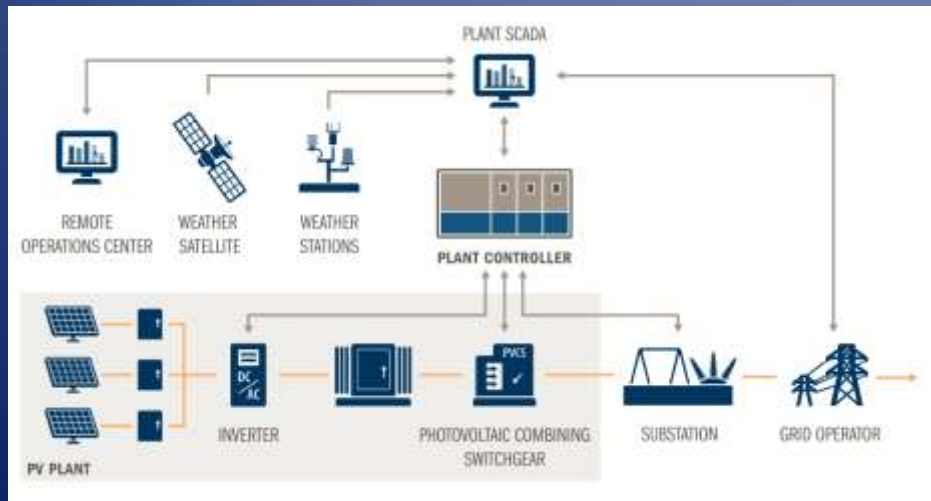 PLANT SCADA
REMOTE
OPERATIONS CENTER
WEATHER
SATELLITE
WEATHER
STATIONS
PLANT CONTROLLER
DC
AC
PVCS
INVERTER
PHOTOVOLTAIC COMBINING
SWITCHGEAR
SUBSTATION
GRID OPERATOR
PV PLANT